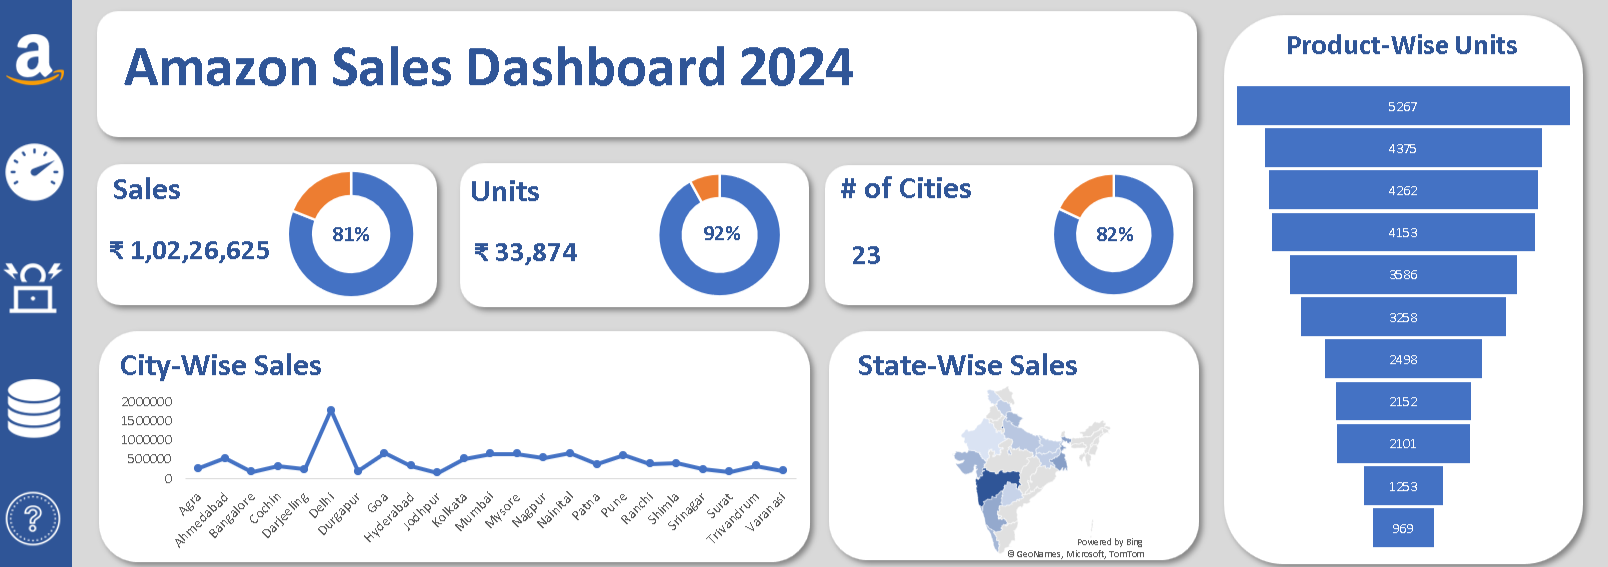 a
Amazon Sales Dashboard 2024
Sales
₹ 1,02,26,625
81%
Units
₹ 33,874
92%
# of Cities
23
82%
City-Wise Sales
2000000
1500000
1000000
500000
0
Agra
Ahmedabad
Bangalore
Cochin
Darjeeling
Delhi
Durgapur
Goa
Hyderabad
Jodhpur
Kolkata
Mumbai
Mysore
Nagpur
Nainital
Patna
Pune
Ranchi
Shimla
Srinagar
Surat
Trivandrum
Varanasi
State-Wise Sales
Powered by Bing
© GeoNames, Microsoft, TomTom
Product-Wise Units
5267
4375
4262
4153
3586
3258
2498
2152
2101
1253
969
?